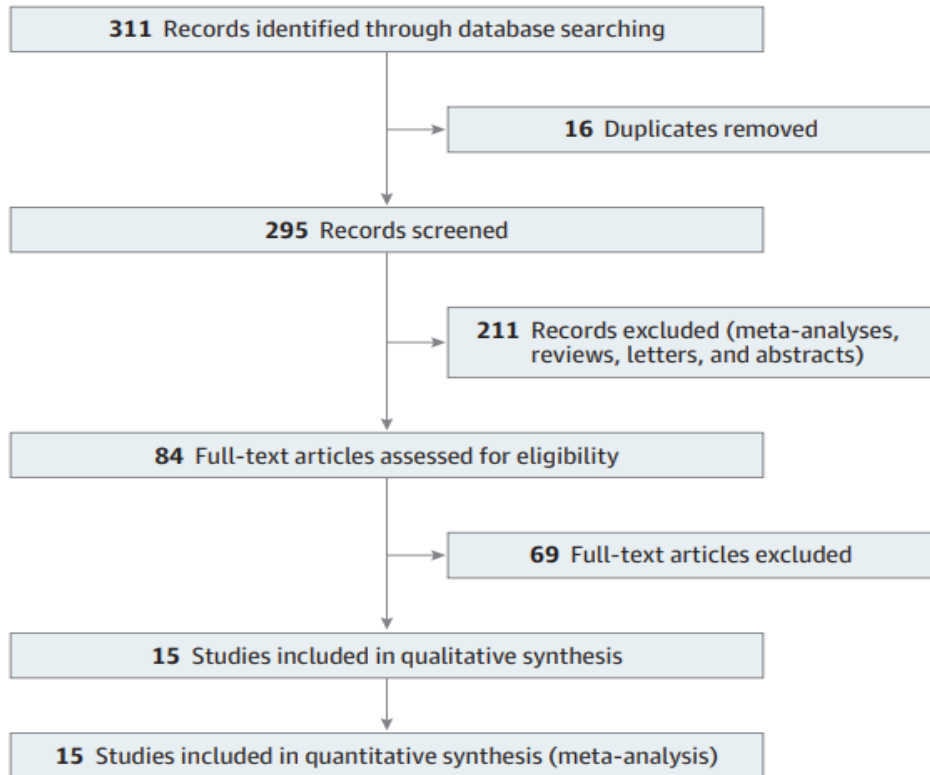 311 Records identified through database searching
16 Duplicates removed
295 Records screened
211 Records excluded (meta-analyses,
reviews, letters, and abstracts)
84 Full-text articles assessed for eligibility
69 Full-text articles excluded
15 Studies included in qualitative synthesis
15 Studies included in quantitative synthesis (meta-analysis)